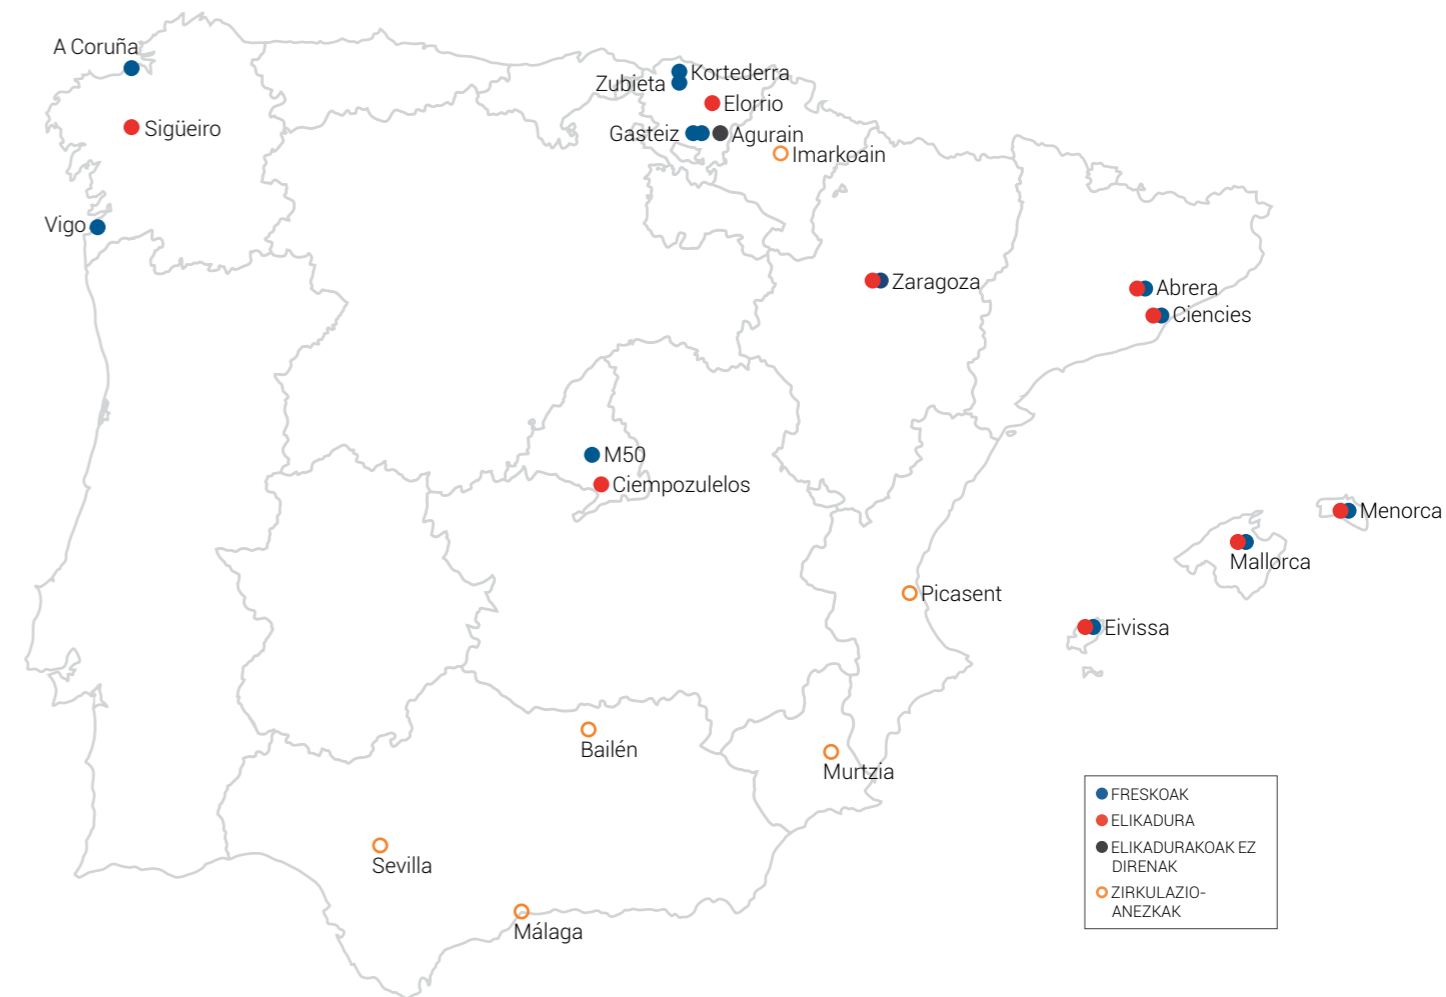 A Coruña
Kortederra
Zubieta
Elorrio
Sigüeiro
Gasteiz
Agurain
Imarkoain
Vigo
Zaragoza
Abrera
Ciencies
M50
Ciempozulelos
Menorca
Mallorca
Picasent
Eivissa
Bailén
Murtzia
Sevilla
Málaga
FRESKOAK
ELIKADURA
ELIKADURAKOAK EZ
DIRENAK
ZIRKULAZIO-
ANEZKAK